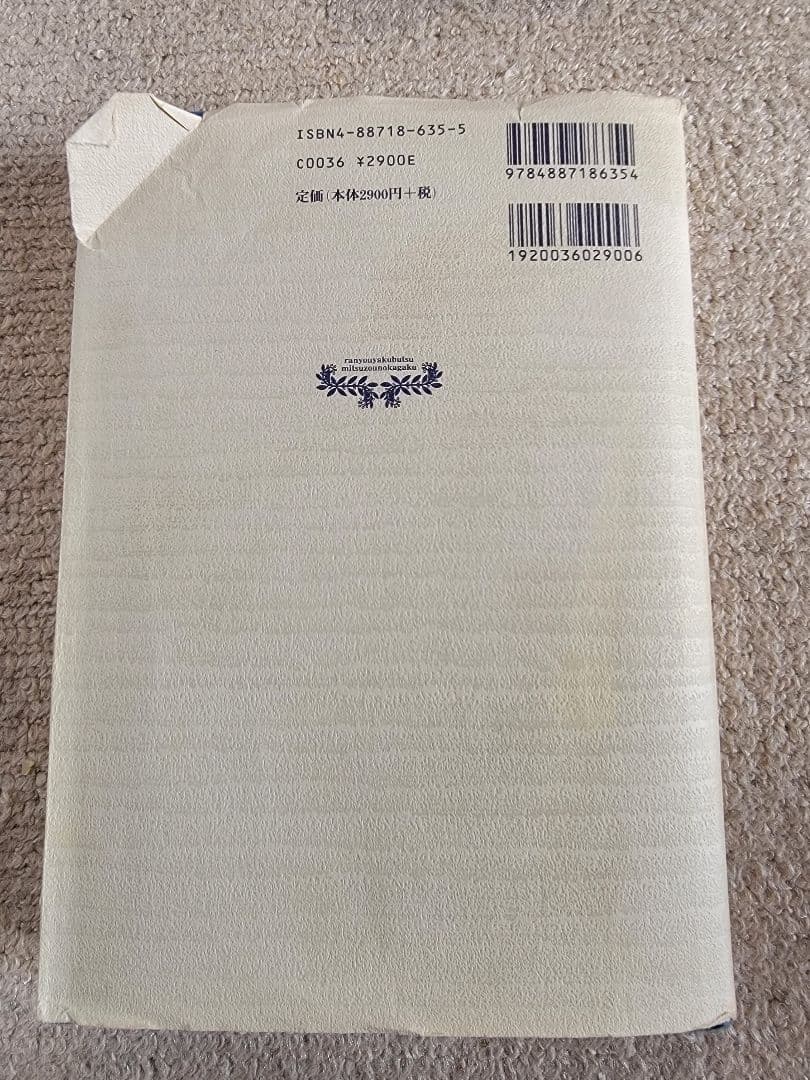 ISBN4-88718-635-5
C0036 ¥2900E
定価(本体2900円+税)
9784887186354
1920036029006
ranyouyakubutsu
mitsuzounokagaku